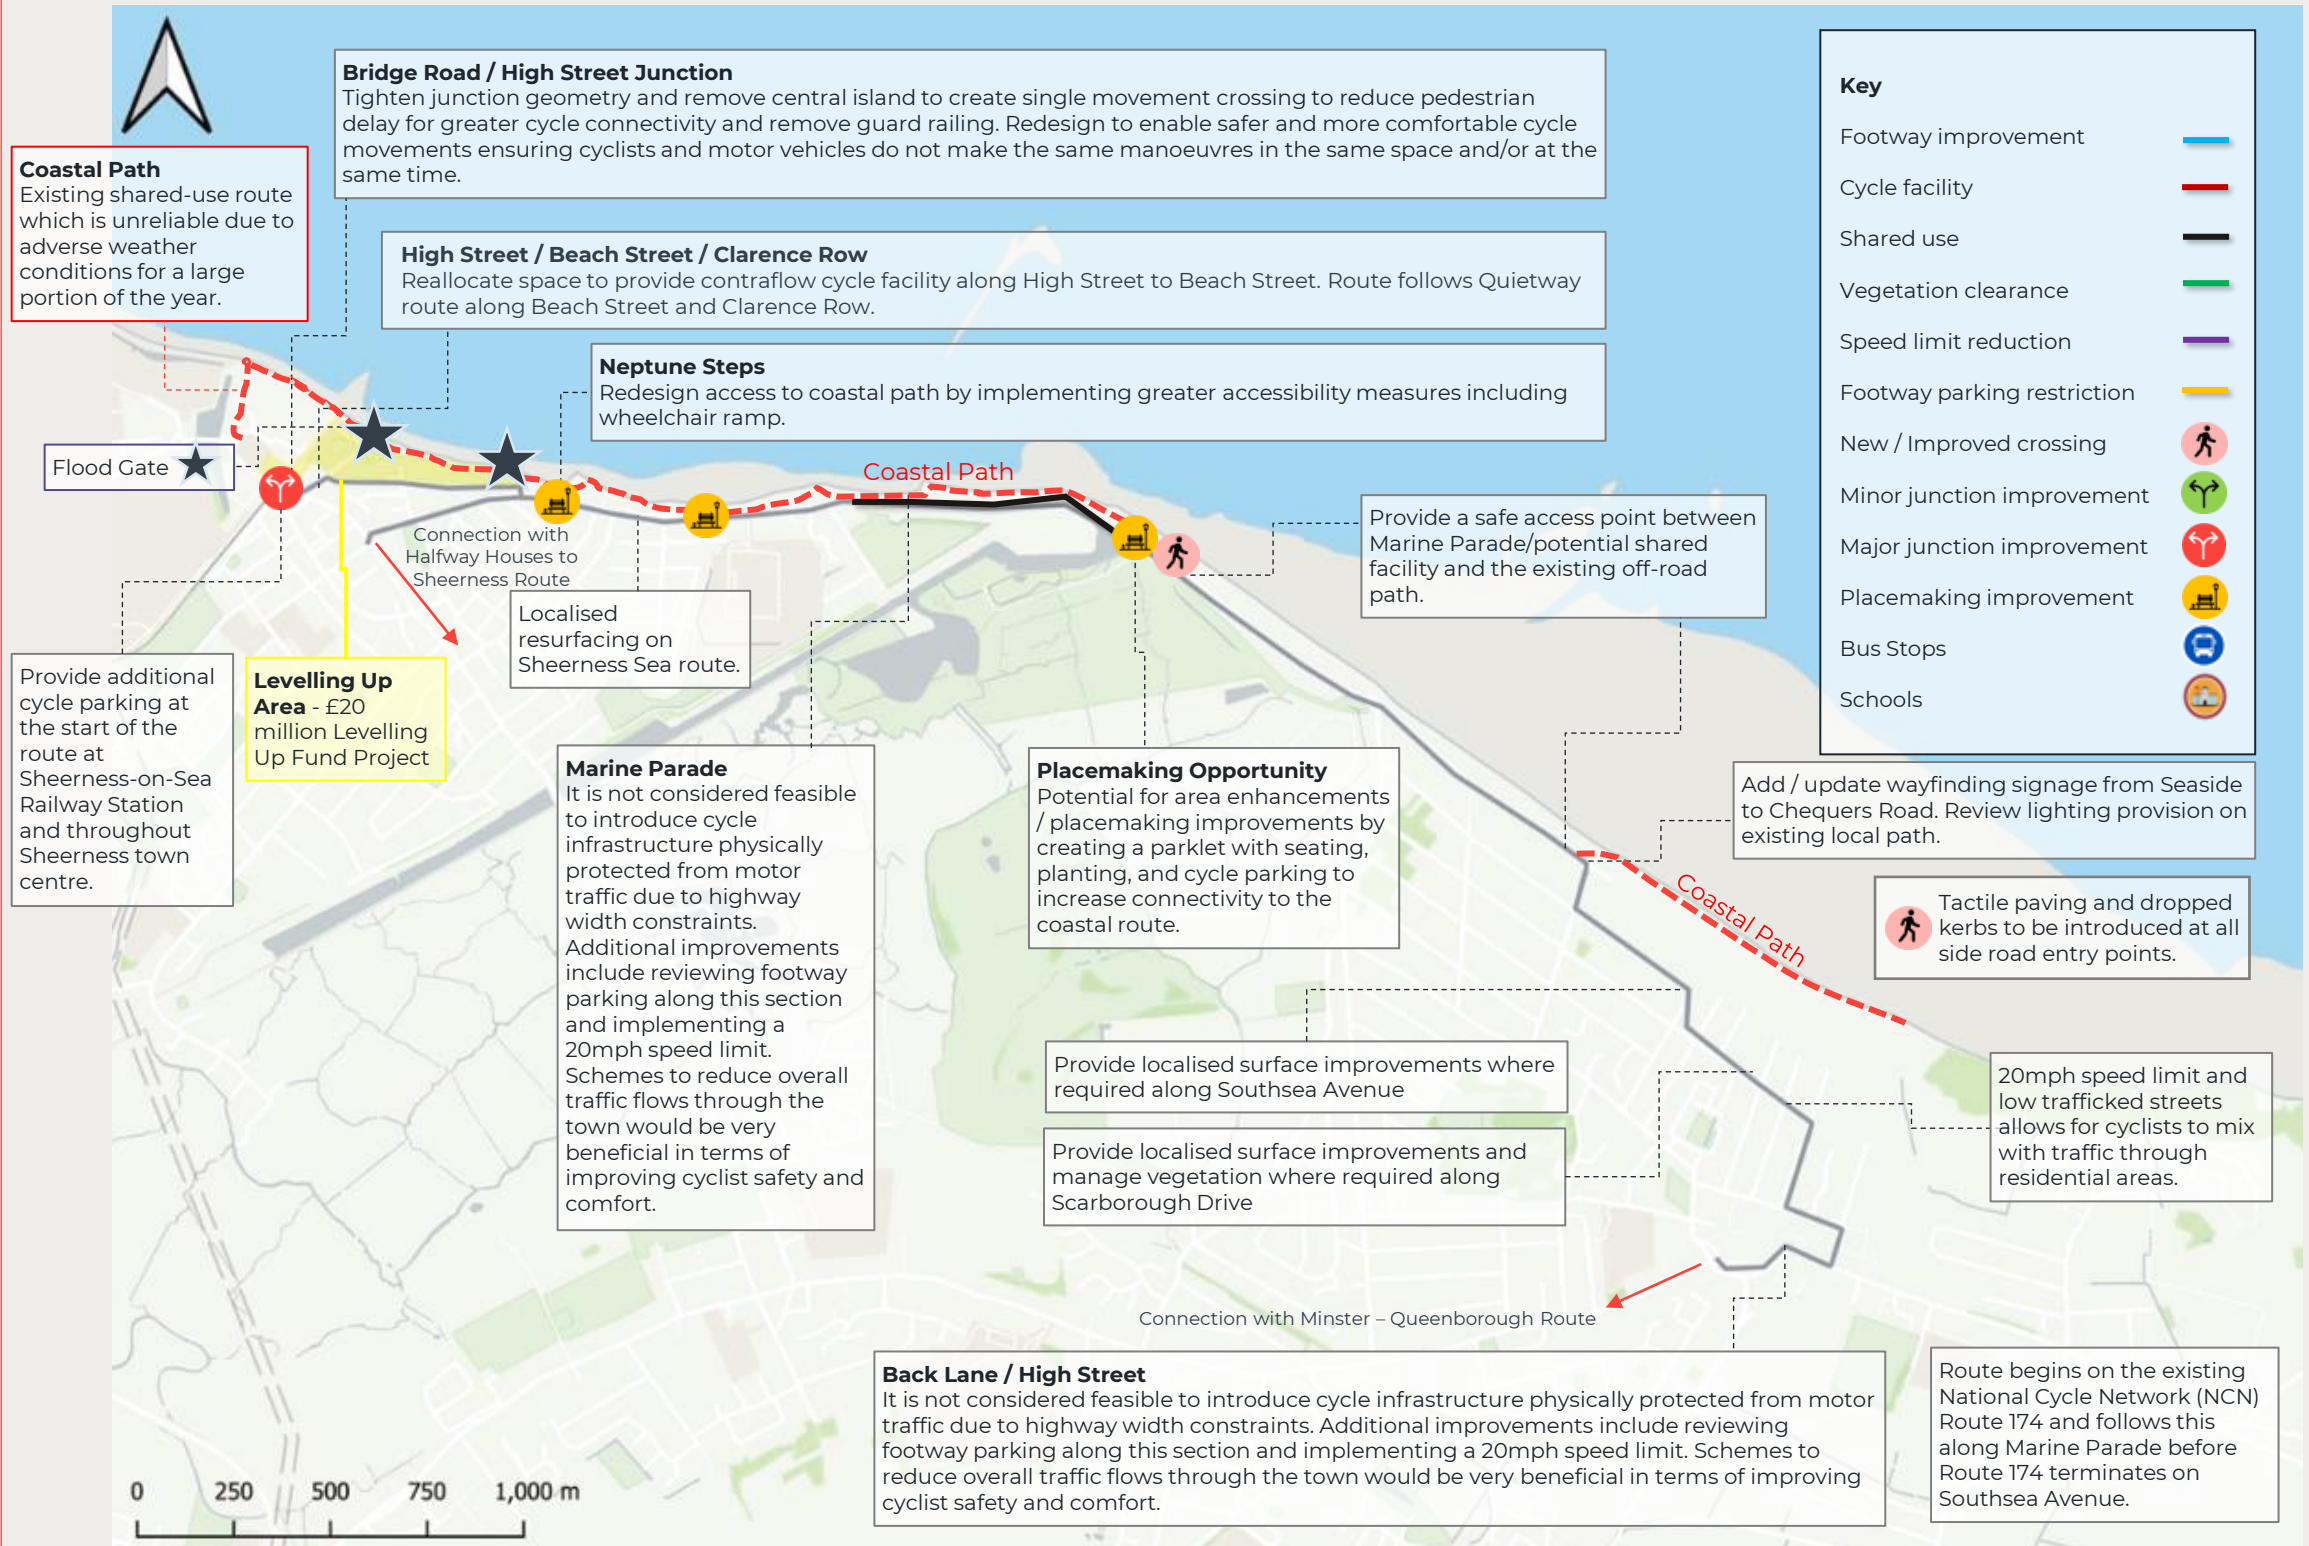 Bridge Road / High Street Junction
Tighten junction geometry and remove central island to create single movement crossing to reduce pedestrian
delay for greater cycle connectivity and remove guard railing. Redesign to enable safer and more comfortable cycle
movements ensuring cyclists and motor vehicles do not make the same manoeuvres in the same space and/or at the
same time.
Coastal Path
Existing shared-use route
which is unreliable due to
adverse weather
conditions for a large
portion of the year.
High Street / Beach Street / Clarence Row
Reallocate space to provide contraflow cycle facility along High Street to Beach Street. Route follows Quietway
route along Beach Street and Clarence Row.
Neptune Steps
Redesign access to coastal path by implementing greater accessibility measures including
wheelchair ramp.
Key
Footway improvement
Cycle facility
Shared use
Vegetation clearance
Speed limit reduction
Footway parking restriction
New / Improved crossing
Minor junction improvement
Major junction improvement
Placemaking improvement
Bus Stops
Schools
Flood Gate
Coastal Path
Connection with
Halfway Houses to
Sheerness Route
Localised
resurfacing on
Sheerness Sea route.
Provide a safe access point between
Marine Parade/potential shared
facility and the existing off-road
path.
Provide additional
cycle parking at
the start of the
route at
Sheerness-on-Sea
Railway Station
and throughout
Sheerness town
centre.
Levelling Up
Area - £20
million Levelling
Up Fund Project
Marine Parade
It is not considered feasible
to introduce cycle
infrastructure physically
protected from motor
traffic due to highway
width constraints.
Additional improvements
include reviewing footway
parking along this section
and implementing a
20mph speed limit.
Schemes to reduce overall
traffic flows through the
town would be very
beneficial in terms of
improving cyclist safety and
comfort.
Placemaking Opportunity
Potential for area enhancements
/ placemaking improvements by
creating a parklet with seating,
planting, and cycle parking to
increase connectivity to the
coastal route.
Add / update wayfinding signage from Seaside
to Chequers Road. Review lighting provision on
existing local path.
Coastal Path
Tactile paving and dropped
kerbs to be introduced at all
side road entry points.
Provide localised surface improvements where
required along Southsea Avenue
Provide localised surface improvements and
manage vegetation where required along
Scarborough Drive
20mph speed limit and
low trafficked streets
allows for cyclists to mix
with traffic through
residential areas.
Connection with Minster – Queenborough Route
Back Lane / High Street
It is not considered feasible to introduce cycle infrastructure physically protected from motor
traffic due to highway width constraints. Additional improvements include reviewing
footway parking along this section and implementing a 20mph speed limit. Schemes to
reduce overall traffic flows through the town would be very beneficial in terms of improving
cyclist safety and comfort.
Route begins on the existing
National Cycle Network (NCN)
Route 174 and follows this
along Marine Parade before
Route 174 terminates on
Southsea Avenue.
0 250 500 750 1,000 m